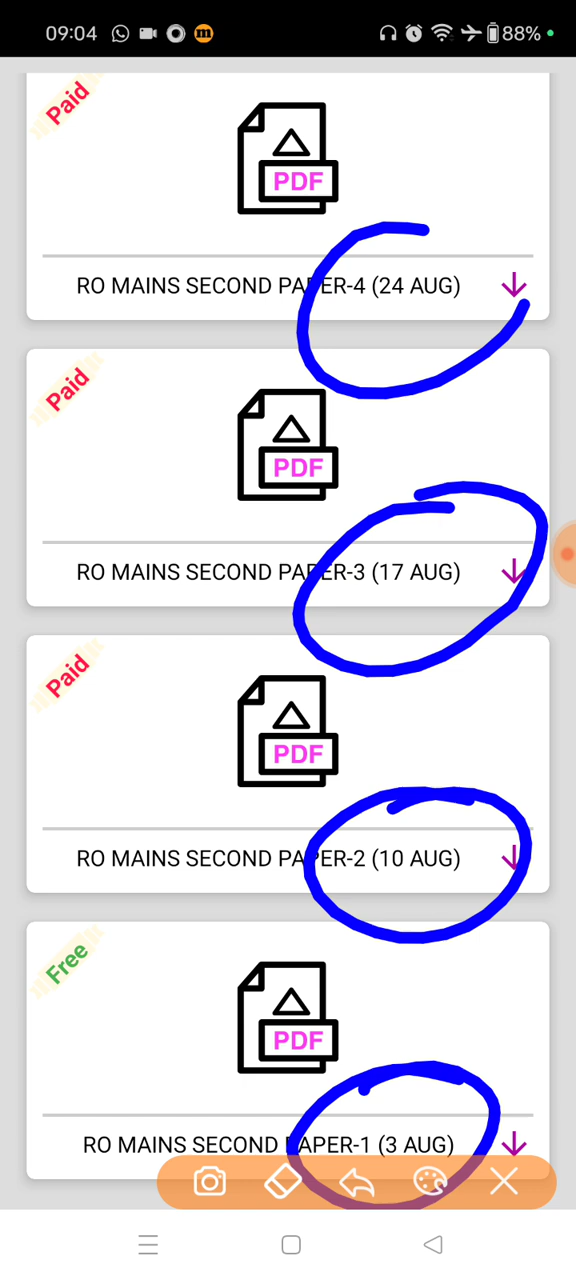 09:04 m 88%
Paid
PDF
RO MAINS SECOND PAPER-4 (24 AUG)
Paid
PDF
RO MAINS SECOND PAPER-3 (17 AUG)
Paid
PDF
RO MAINS SECOND PAPER-2 (10 AUG)
Free
PDF
RO MAINS SECOND PAPER-1 (3 AUG)